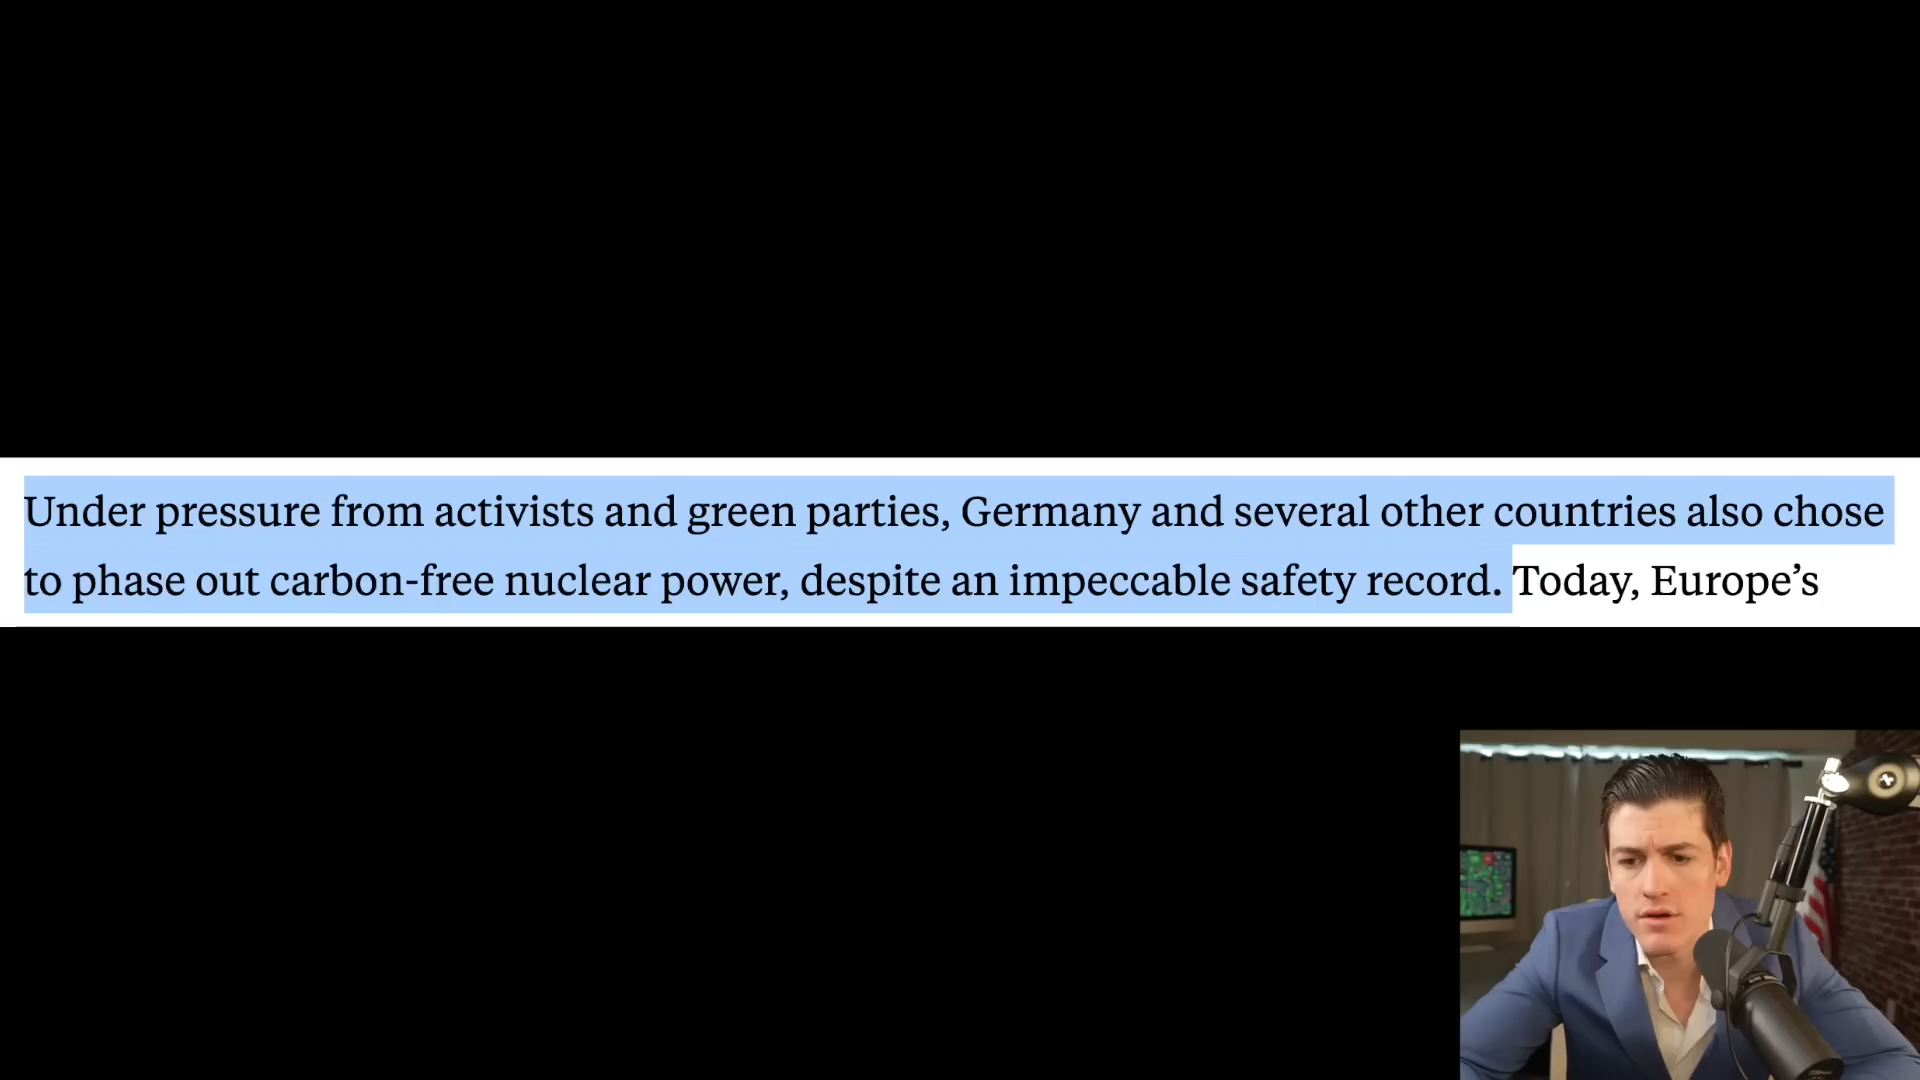 Under pressure from activists and green parties, Germany and several other countries also chose
to phase out carbon-free nuclear power, despite an impeccable safety record. Today, Europe’s